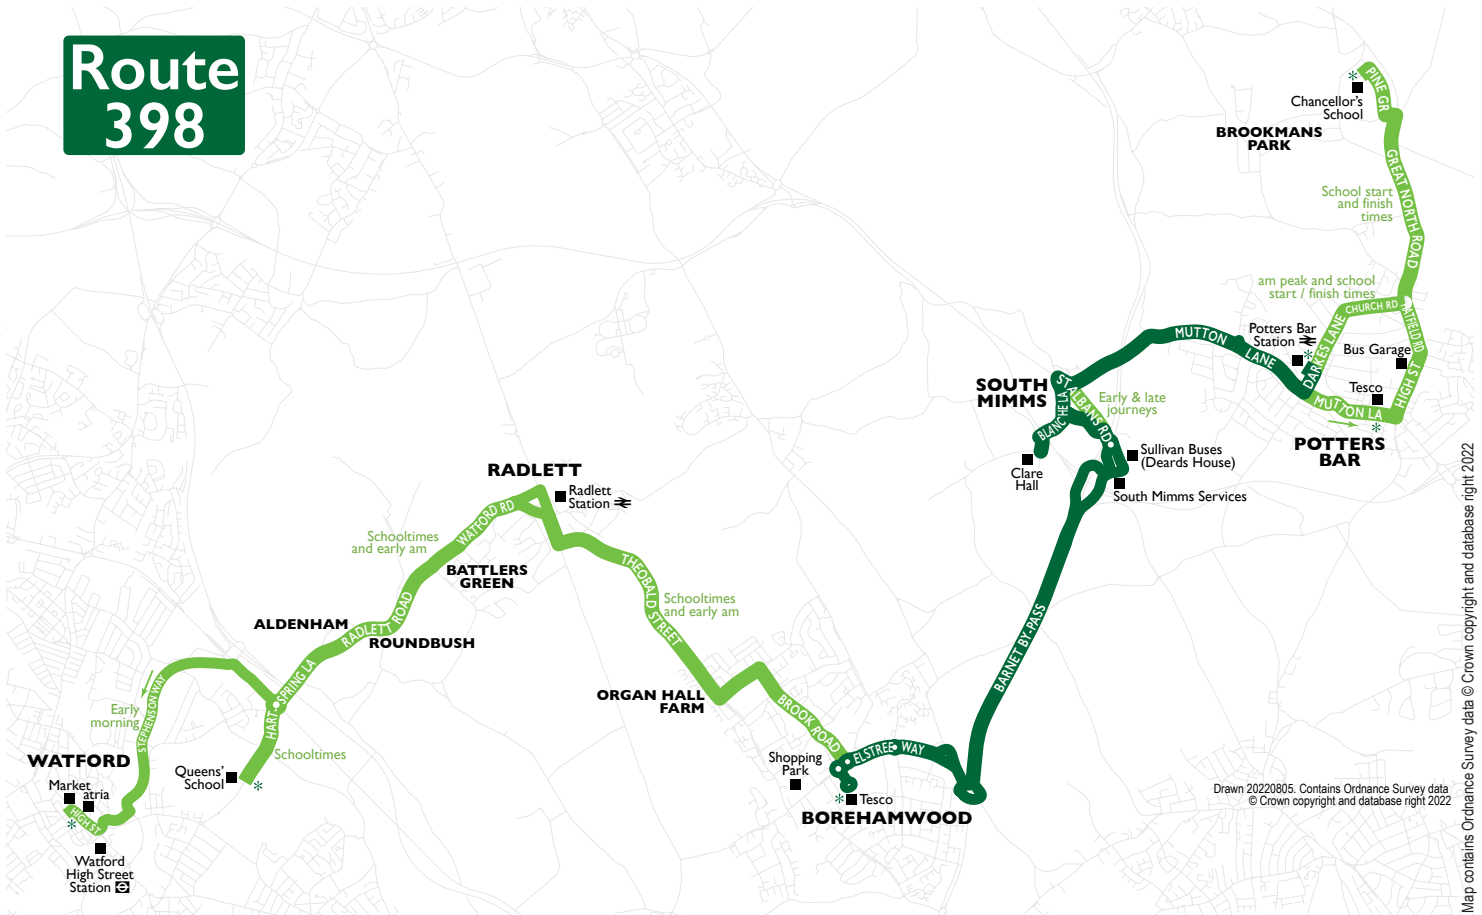 Route
398
PINE GR
Chancellor's
School
BROOKMANS
PARK
GREAT NORTH ROAD
School start
and finish
times
am peak and school
start / finish times
CHURCH RD
HATFIELD RD
Potters Bar
Station
DARKES LANE
Bus Garage
Tesco
HIGH ST
MUTTON LA
POTTERS
BAR
MUTTON
LANE
SOUTH
MIMMS
ST ALBANS RD
BLANCHE LA
Early & late
journeys
Clare
Hall
Sullivan Buses
(Deards House)
South Mimms Services
BARNET BY-PASS
RADLETT
Radlett
Station
WATFORD RD
Schooltimes
and early am
BATTLERS
GREEN
THEOBALD STREET
Schooltimes
and early am
ALDENHAM
RADLETT ROAD
ROUNDBUSH
SPRING LA
HART-
ORGAN HALL
FARM
BROOK ROAD
ELSTREE WAY
Shopping
Park
Tesco
BOREHAMWOOD
STEPHENSON WAY
Early
morning
Schooltimes
WATFORD
Market
atria
HIGH ST
Queens'
School
Watford
High Street
Station
Drawn 20220805. Contains Ordnance Survey data
© Crown copyright and database right 2022
Map contains Ordnance Survey data © Crown copyright and database right 2022